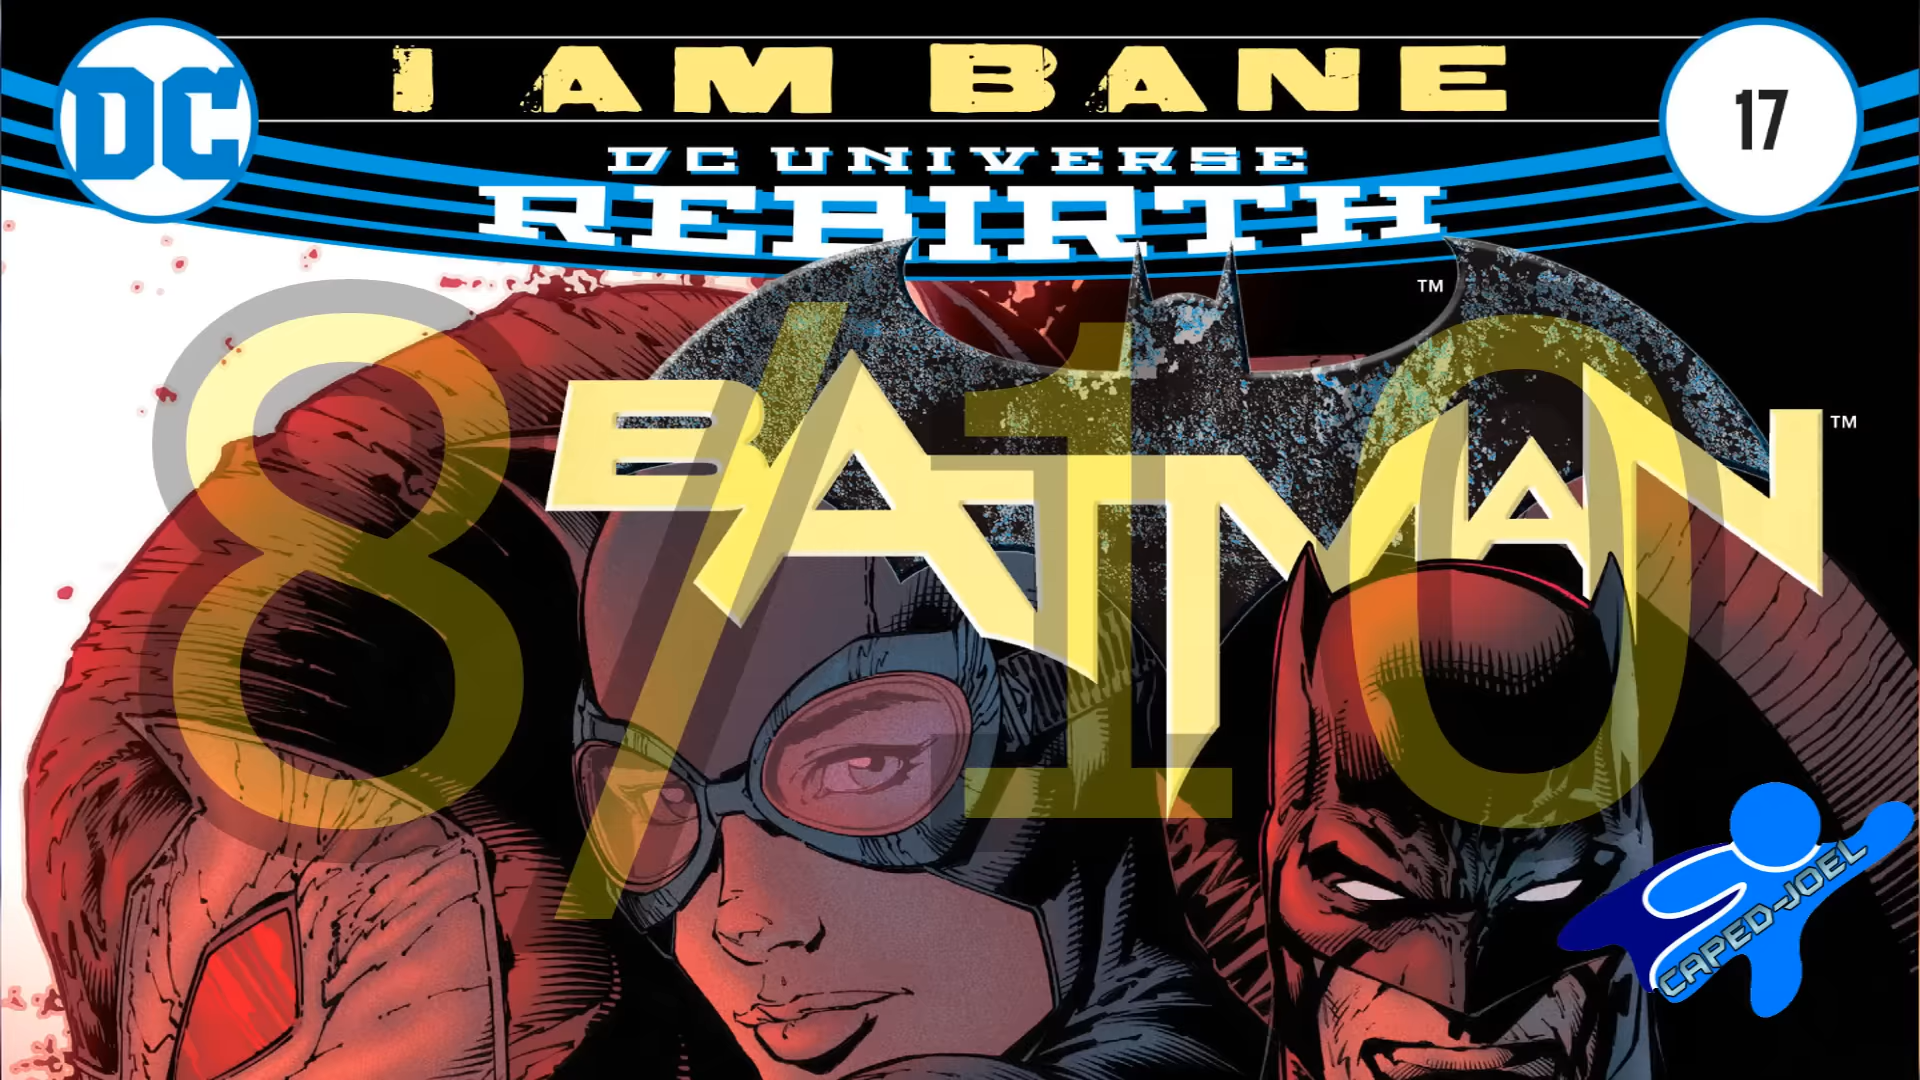 I AM BANE
DC
17
DC UNIVERSE
REBIRTH
TM
BATMAN TM
8/10
CAPED-JOEL